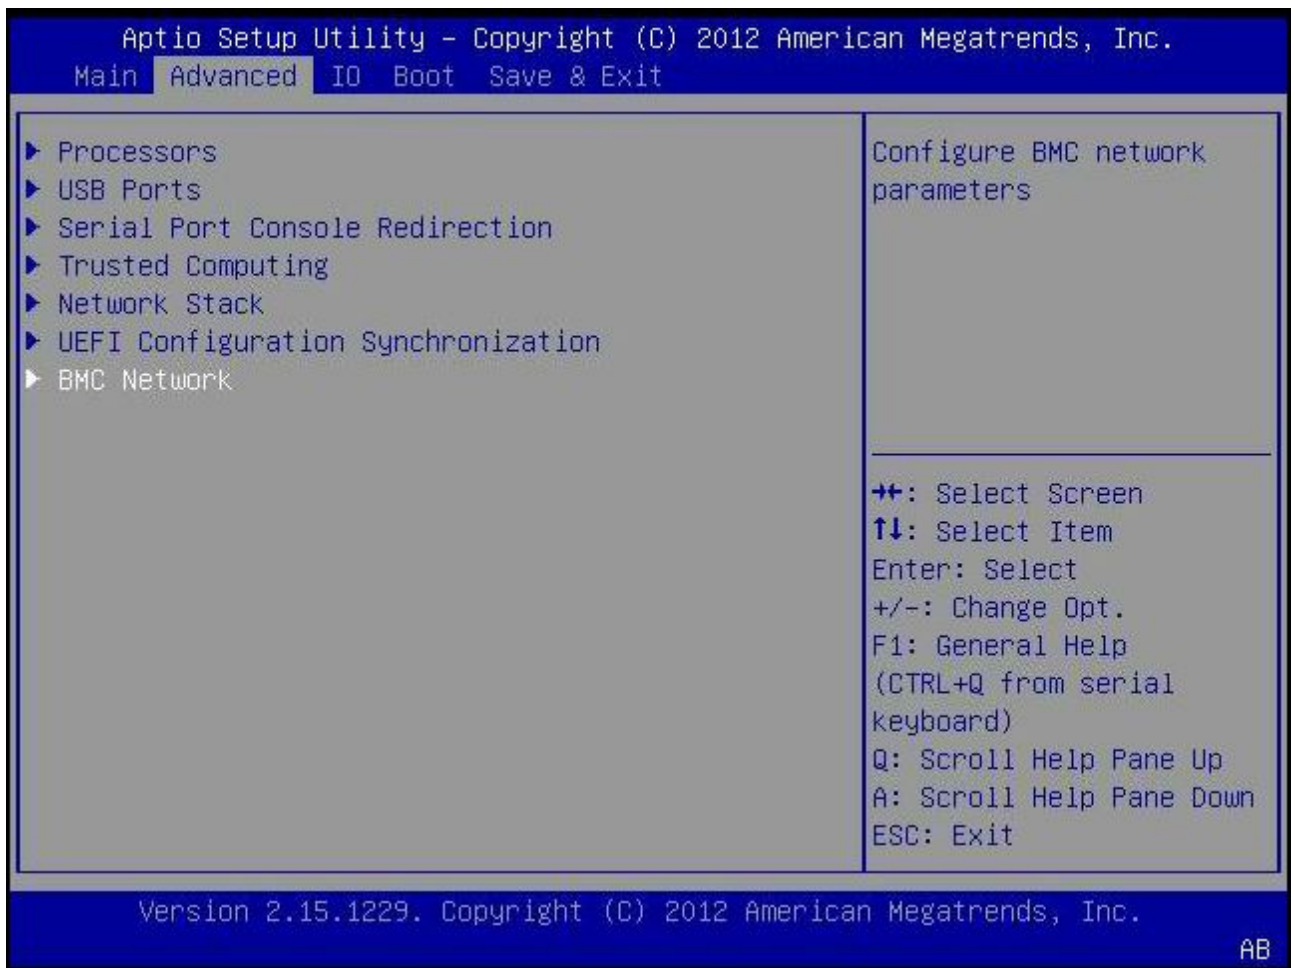 Aptio Setup Utility – Copyright (C) 2012 American Megatrends, Inc.
Main Advanced IO Boot Save & Exit
Processors
USB Ports
Serial Port Console Redirection
Trusted Computing
Network Stack
UEFI Configuration Synchronization
BMC Network
Configure BMC network
parameters
→←: Select Screen
↑↓: Select Item
Enter: Select
+/-: Change Opt.
F1: General Help
(CTRL+Q from serial
keyboard)
Q: Scroll Help Pane Up
A: Scroll Help Pane Down
ESC: Exit
Version 2.15.1229. Copyright (C) 2012 American Megatrends, Inc.
AB